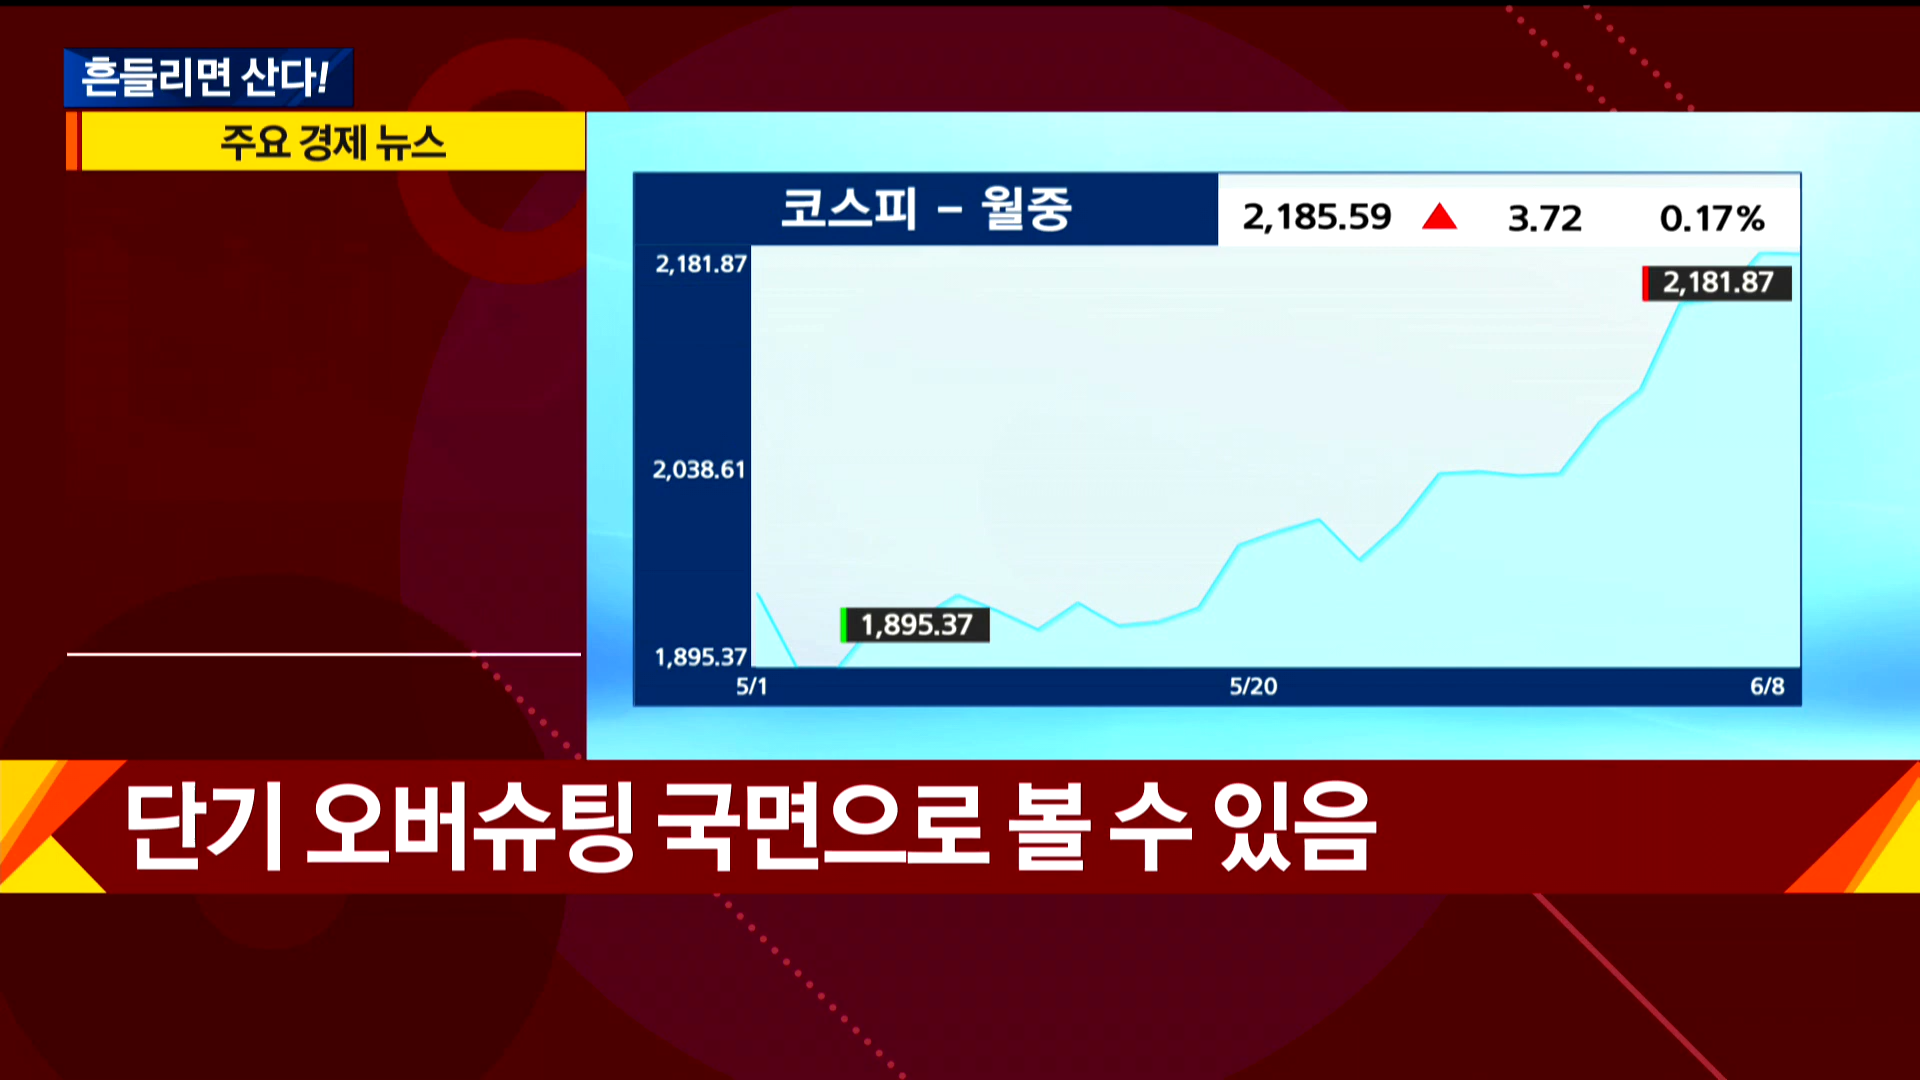 흔들리면 산다!
주요 경제 뉴스
코스피 - 월중
2,185.59 ▲ 3.72 0.17%
2,181.87
2,181.87
2,038.61
1,895.37
1,895.37
5/1 5/20 6/8
단기 오버슈팅 국면으로 볼 수 있음